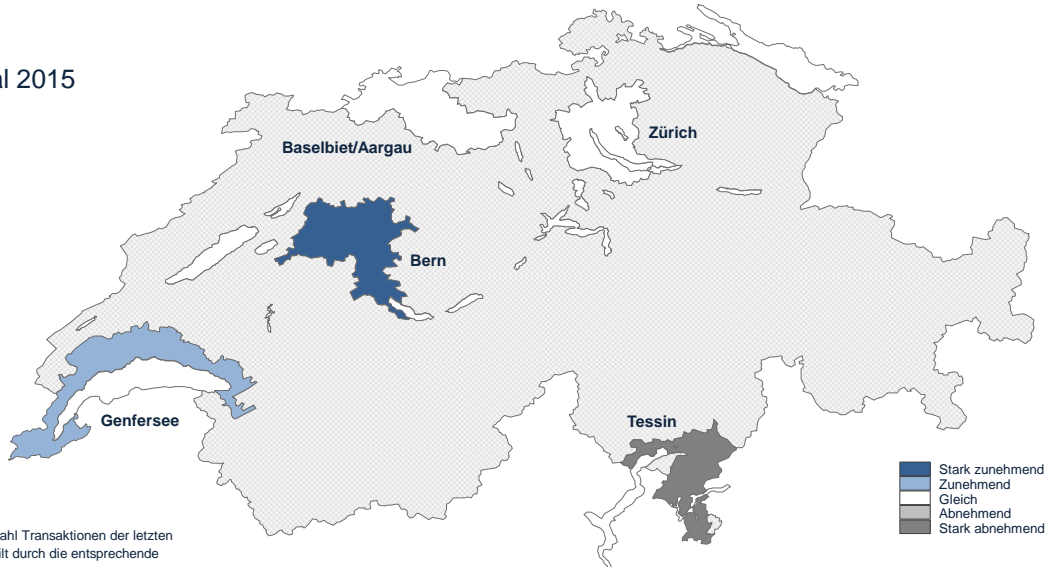 al 2015
Baselbiet/Aargau
Zürich
Bern
Genfersee
Tessin
Stark zunehmend
Zunehmend
Gleich
Abnehmend
Stark abnehmend
ahl Transaktionen der letzten
ilt durch die entsprechende